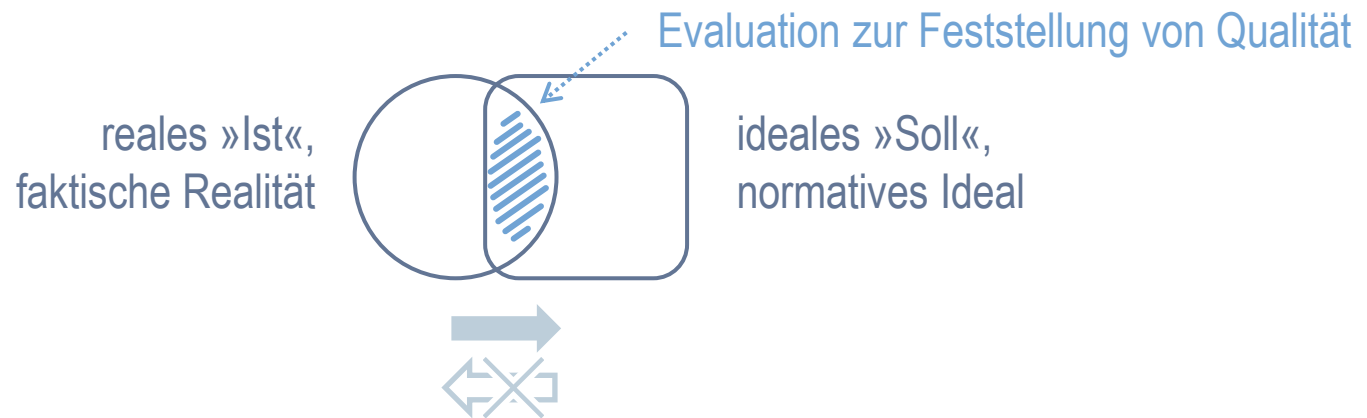 Evaluation zur Feststellung von Qualität
reales »Ist«,
faktische Realität
ideales »Soll«,
normatives Ideal